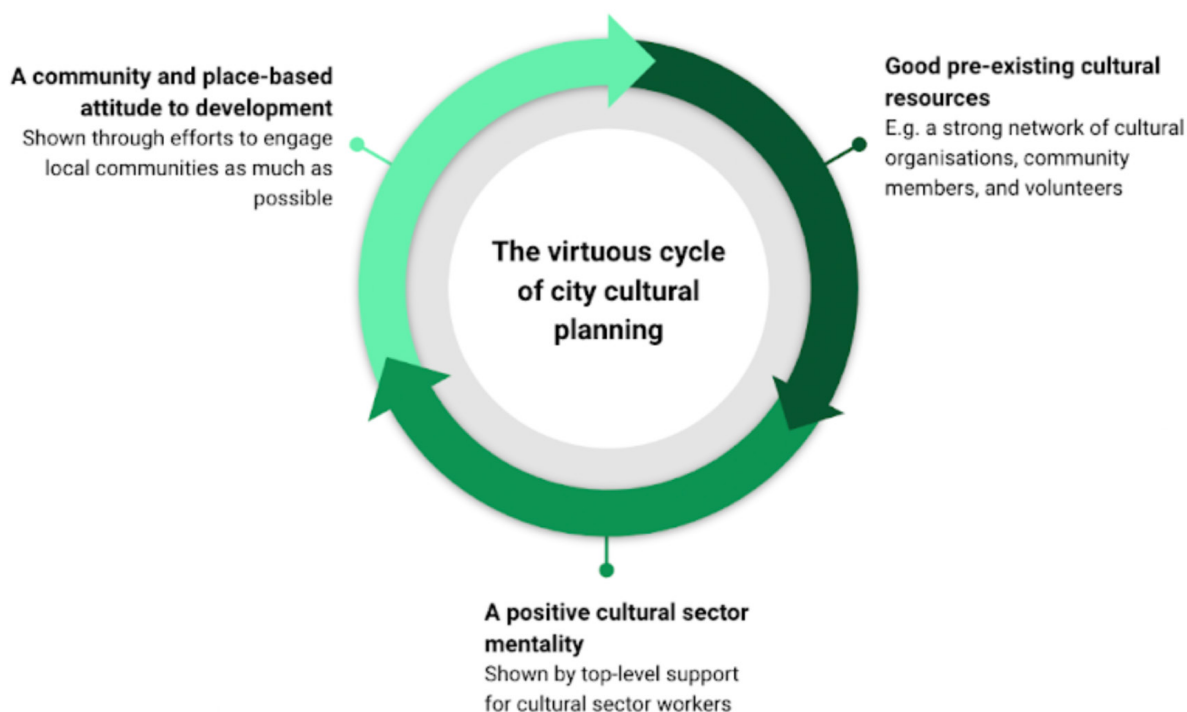 A community and place-based
attitude to development
Shown through efforts to engage
local communities as much as
possible
Good pre-existing cultural
resources
E.g. a strong network of cultural
organisations, community
members, and volunteers
The virtuous cycle
of city cultural
planning
A positive cultural sector
mentality
Shown by top-level support
for cultural sector workers